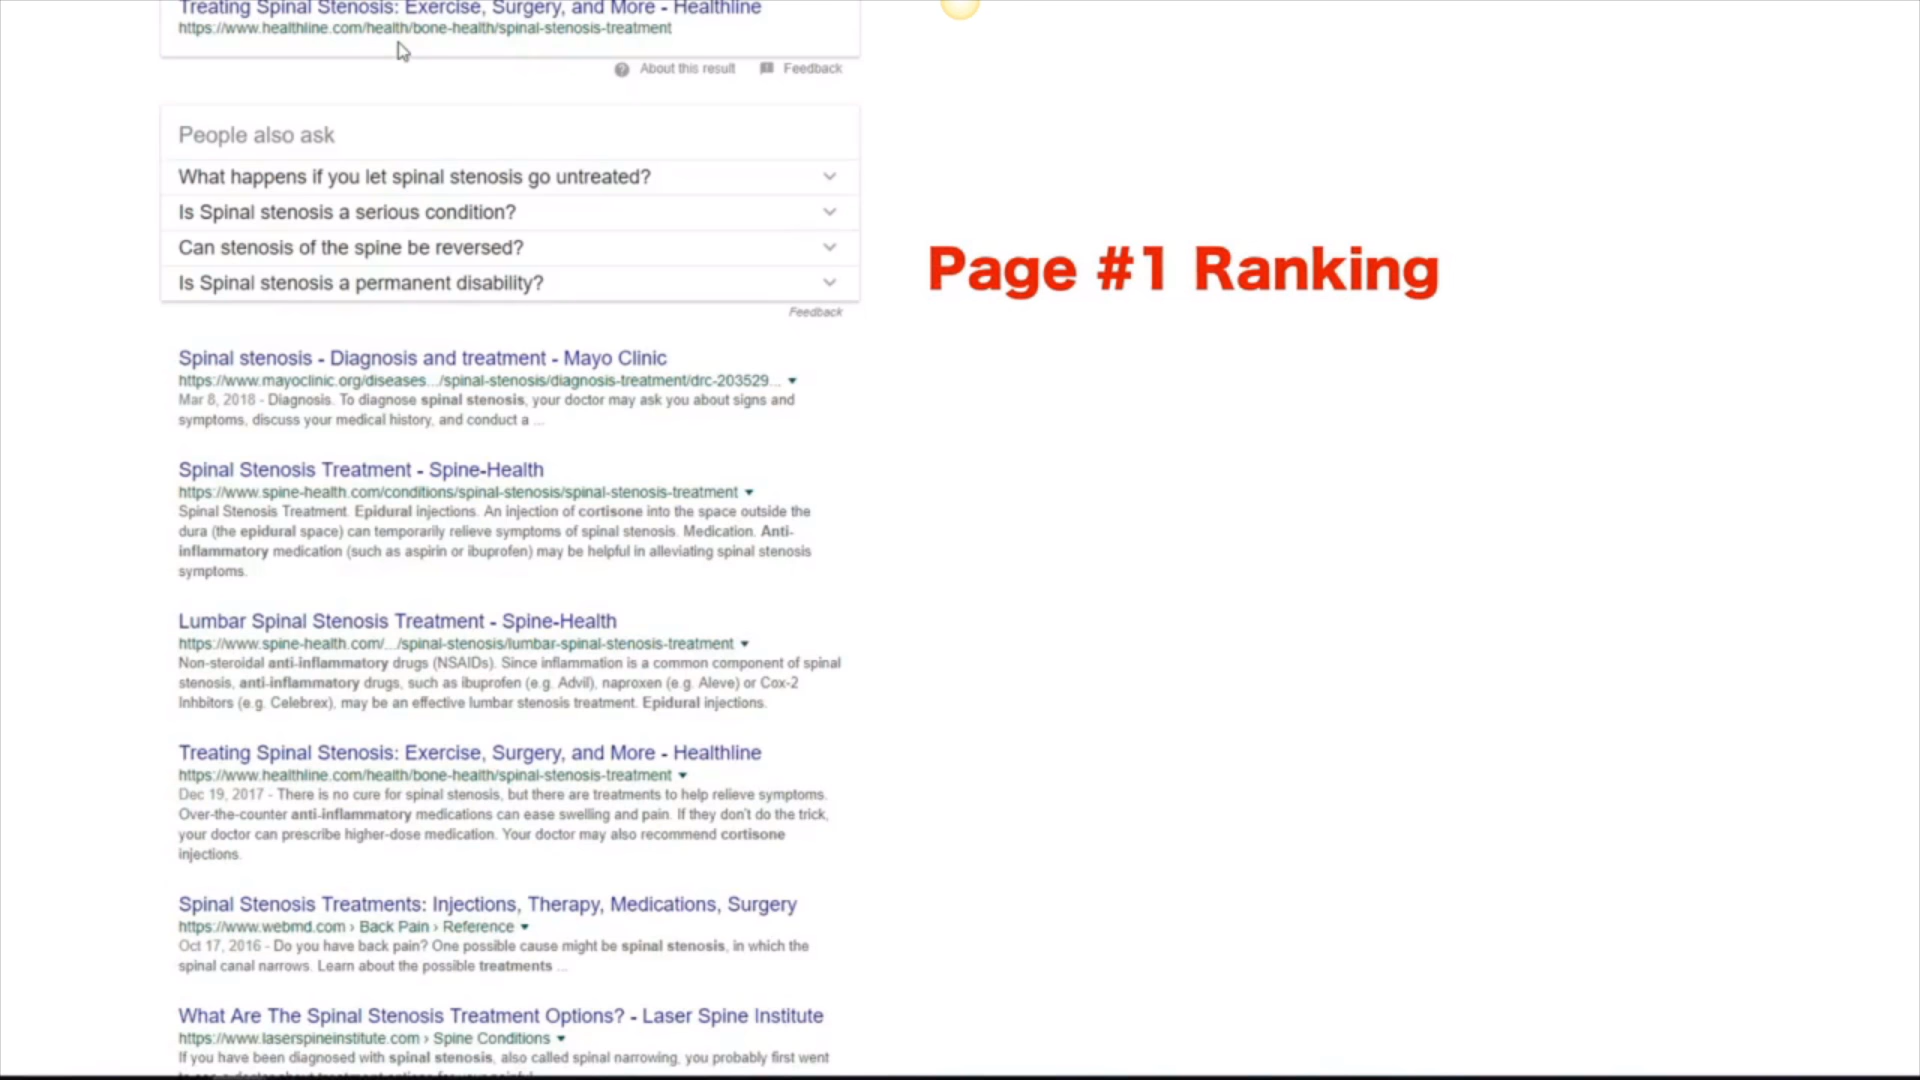 Treating Spinal Stenosis: Exercise, Surgery, and More - Healthline
https://www.healthline.com/health/bone-health/spinal-stenosis-treatment
About this result Feedback
People also ask
What happens if you let spinal stenosis go untreated?
Is Spinal stenosis a serious condition?
Can stenosis of the spine be reversed?
Is Spinal stenosis a permanent disability?
Feedback
Page #1 Ranking
Spinal stenosis - Diagnosis and treatment - Mayo Clinic
https://www.mayoclinic.org/diseases.../spinal-stenosis/diagnosis-treatment/drc-203529...
Mar 8, 2018 - Diagnosis. To diagnose spinal stenosis, your doctor may ask you about signs and
symptoms, discuss your medical history, and conduct a ...
Spinal Stenosis Treatment - Spine-Health
https://www.spine-health.com/conditions/spinal-stenosis/spinal-stenosis-treatment
Spinal Stenosis Treatment. Epidural injections. An injection of cortisone into the space outside the
dura (the epidural space) can temporarily relieve symptoms of spinal stenosis. Medication. Anti-
inflammatory medication (such as aspirin or ibuprofen) may be helpful in alleviating spinal stenosis
symptoms.
Lumbar Spinal Stenosis Treatment - Spine-Health
https://www.spine-health.com/.../spinal-stenosis/lumbar-spinal-stenosis-treatment
Non-steroidal anti-inflammatory drugs (NSAIDs). Since inflammation is a common component of spinal
stenosis, anti-inflammatory drugs, such as ibuprofen (e.g. Advil), naproxen (e.g. Aleve) or Cox-2
Inhbitors (e.g. Celebrex), may be an effective lumbar stenosis treatment. Epidural injections.
Treating Spinal Stenosis: Exercise, Surgery, and More - Healthline
https://www.healthline.com/health/bone-health/spinal-stenosis-treatment
Dec 19, 2017 - There is no cure for spinal stenosis, but there are treatments to help relieve symptoms.
Over-the-counter anti-inflammatory medications can ease swelling and pain. If they don't do the trick,
your doctor can prescribe higher-dose medication. Your doctor may also recommend cortisone
injections.
Spinal Stenosis Treatments: Injections, Therapy, Medications, Surgery
https://www.webmd.com › Back Pain › Reference
Oct 17, 2016 - Do you have back pain? One possible cause might be spinal stenosis, in which the
spinal canal narrows. Learn about the possible treatments ...
What Are The Spinal Stenosis Treatment Options? - Laser Spine Institute
https://www.laserspineinstitute.com › Spine Conditions
If you have been diagnosed with spinal stenosis, also called spinal narrowing, you probably first went